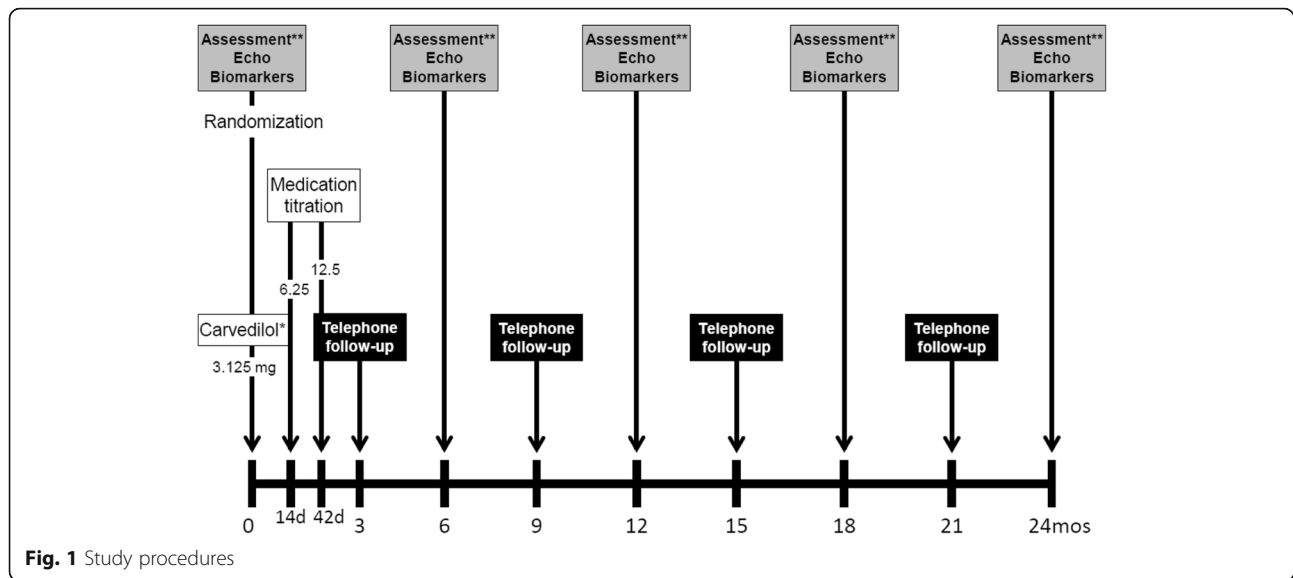 Assessment**
Echo
Biomarkers
Assessment**
Echo
Biomarkers
Assessment**
Echo
Biomarkers
Assessment**
Echo
Biomarkers
Assessment**
Echo
Biomarkers
Randomization
Medication
titration
12.5
6.25
Carvedilol*
3.125 mg
Telephone
follow-up
Telephone
follow-up
Telephone
follow-up
Telephone
follow-up
0 14d 42d 3 6 9 12 15 18 21 24mos
Fig. 1 Study procedures